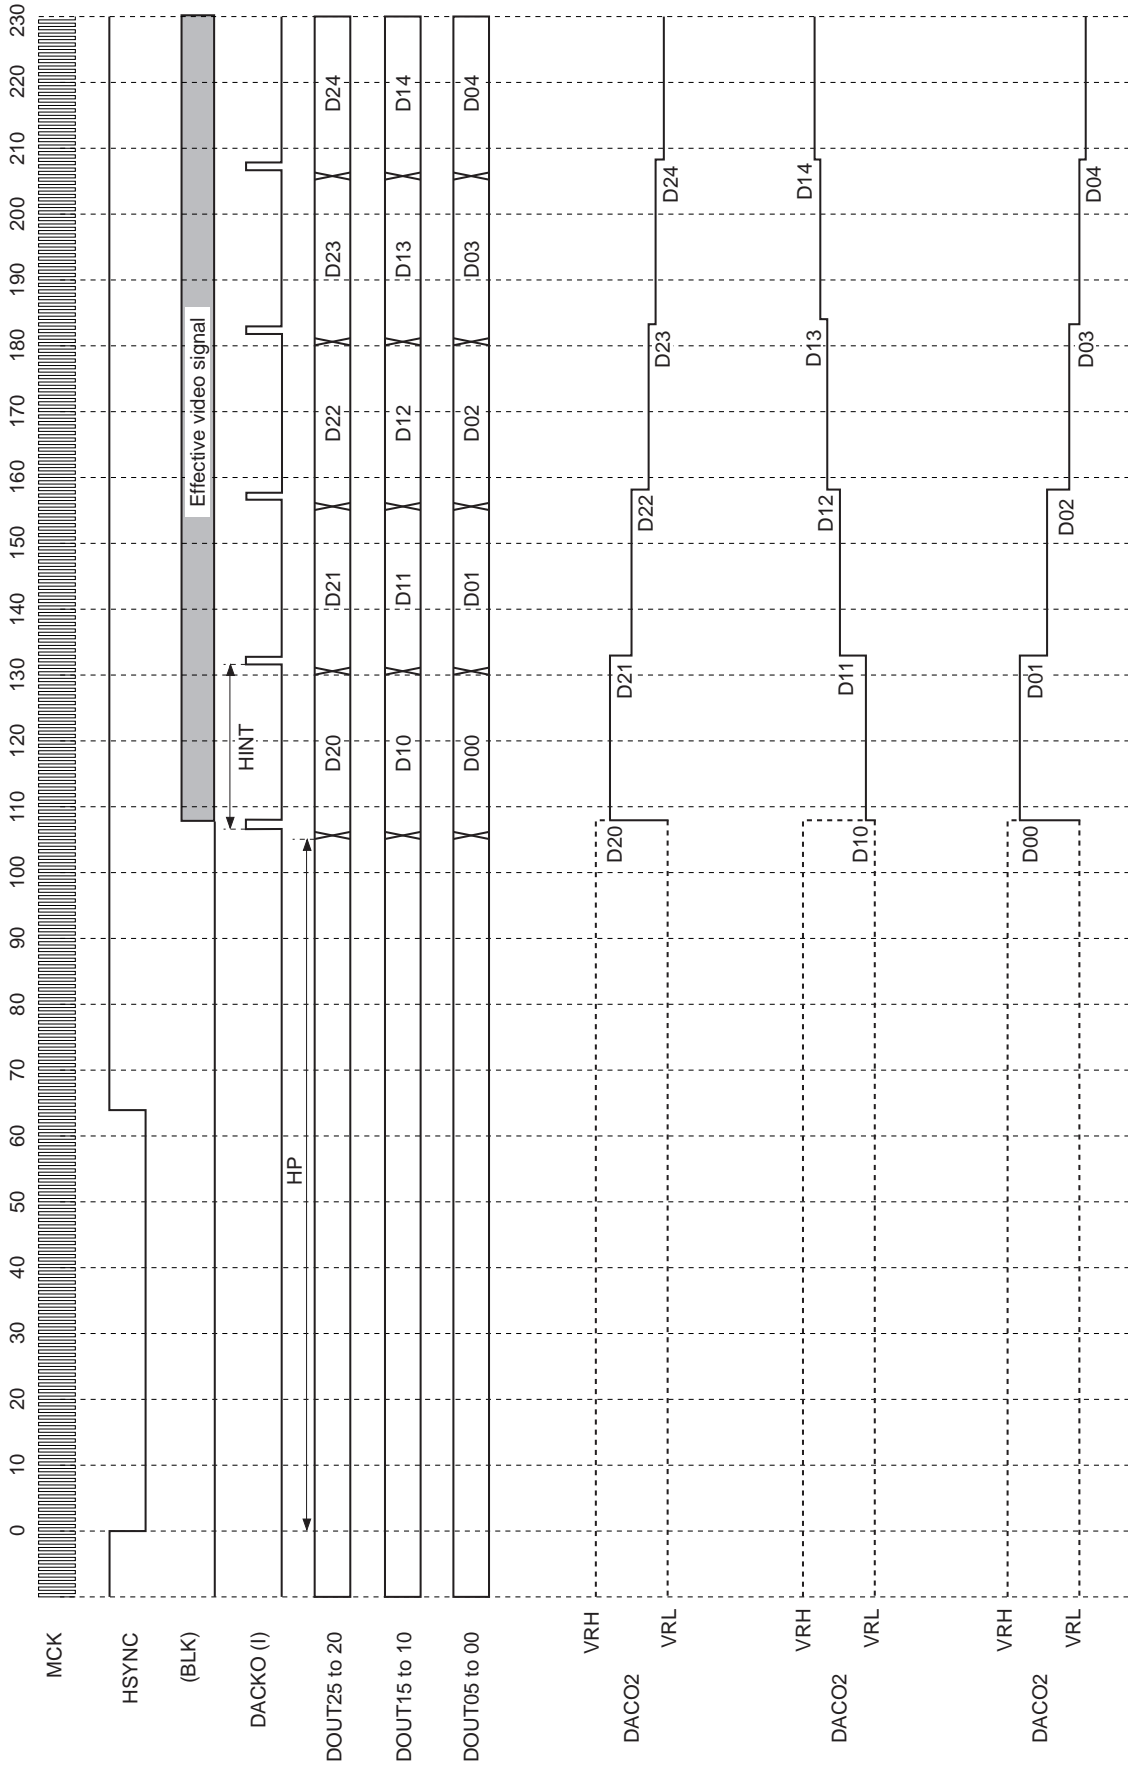 0 10 20 30 40 50 60 70 80 90 100 110 120 130 140 150 160 170 180 190 200 210 220 230
MCK
HSYNC
(BLK) Effective video signal
DACKO (I) HINT
HP
DOUT25 to 20 D20 D21 D22 D23 D24
DOUT15 to 10 D10 D11 D12 D13 D14
DOUT05 to 00 D00 D01 D02 D03 D04
VRH
DACO2 D20 D21 D22 D23 D24
VRL
VRH
DACO2 D10 D11 D12 D13 D14
VRL
VRH
DACO2 D00 D01 D02 D03 D04
VRL